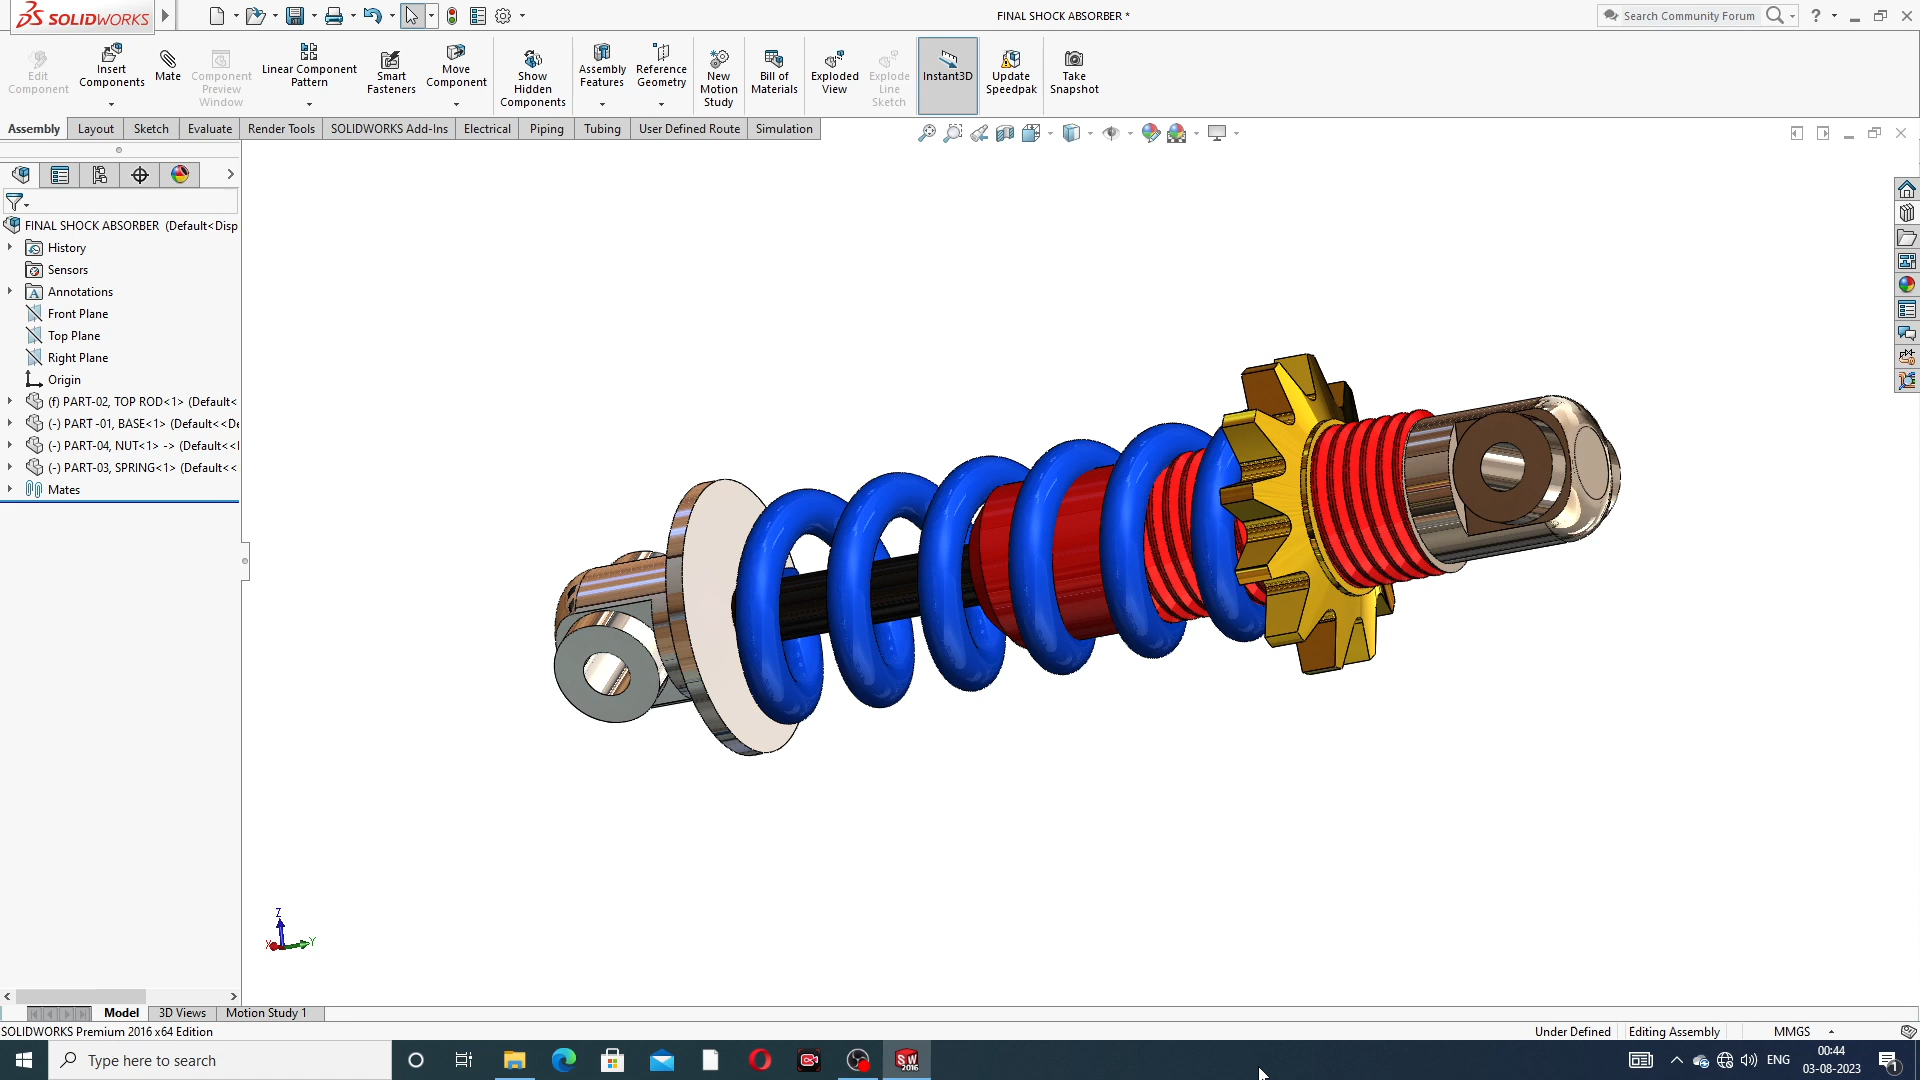 SOLIDWORKS
FINAL SHOCK ABSORBER *
Search Community Forum
?
Edit Component
Insert Components
Mate
Component Preview Window
Linear Component Pattern
Smart Fasteners
Move Component
Show Hidden Components
Assembly Features
Reference Geometry
New Motion Study
Bill of Materials
Exploded View
Explode Line Sketch
Instant3D
Update Speedpak
Take Snapshot
Assembly
Layout
Sketch
Evaluate
Render Tools
SOLIDWORKS Add-Ins
Electrical
Piping
Tubing
User Defined Route
Simulation
FINAL SHOCK ABSORBER (Default<Disp
History
Sensors
Annotations
Front Plane
Top Plane
Right Plane
Origin
(f) PART-02, TOP ROD<1> (Default<
(-) PART -01, BASE<1> (Default<<De
(-) PART-04, NUT<1> -> (Default<<
(-) PART-03, SPRING<1> (Default<<
Mates
Z
X
Y
Model
3D Views
Motion Study 1
SOLIDWORKS Premium 2016 x64 Edition
Under Defined
Editing Assembly
MMGS
Type here to search
SW
2016
ENG
00:44
03-08-2023
1